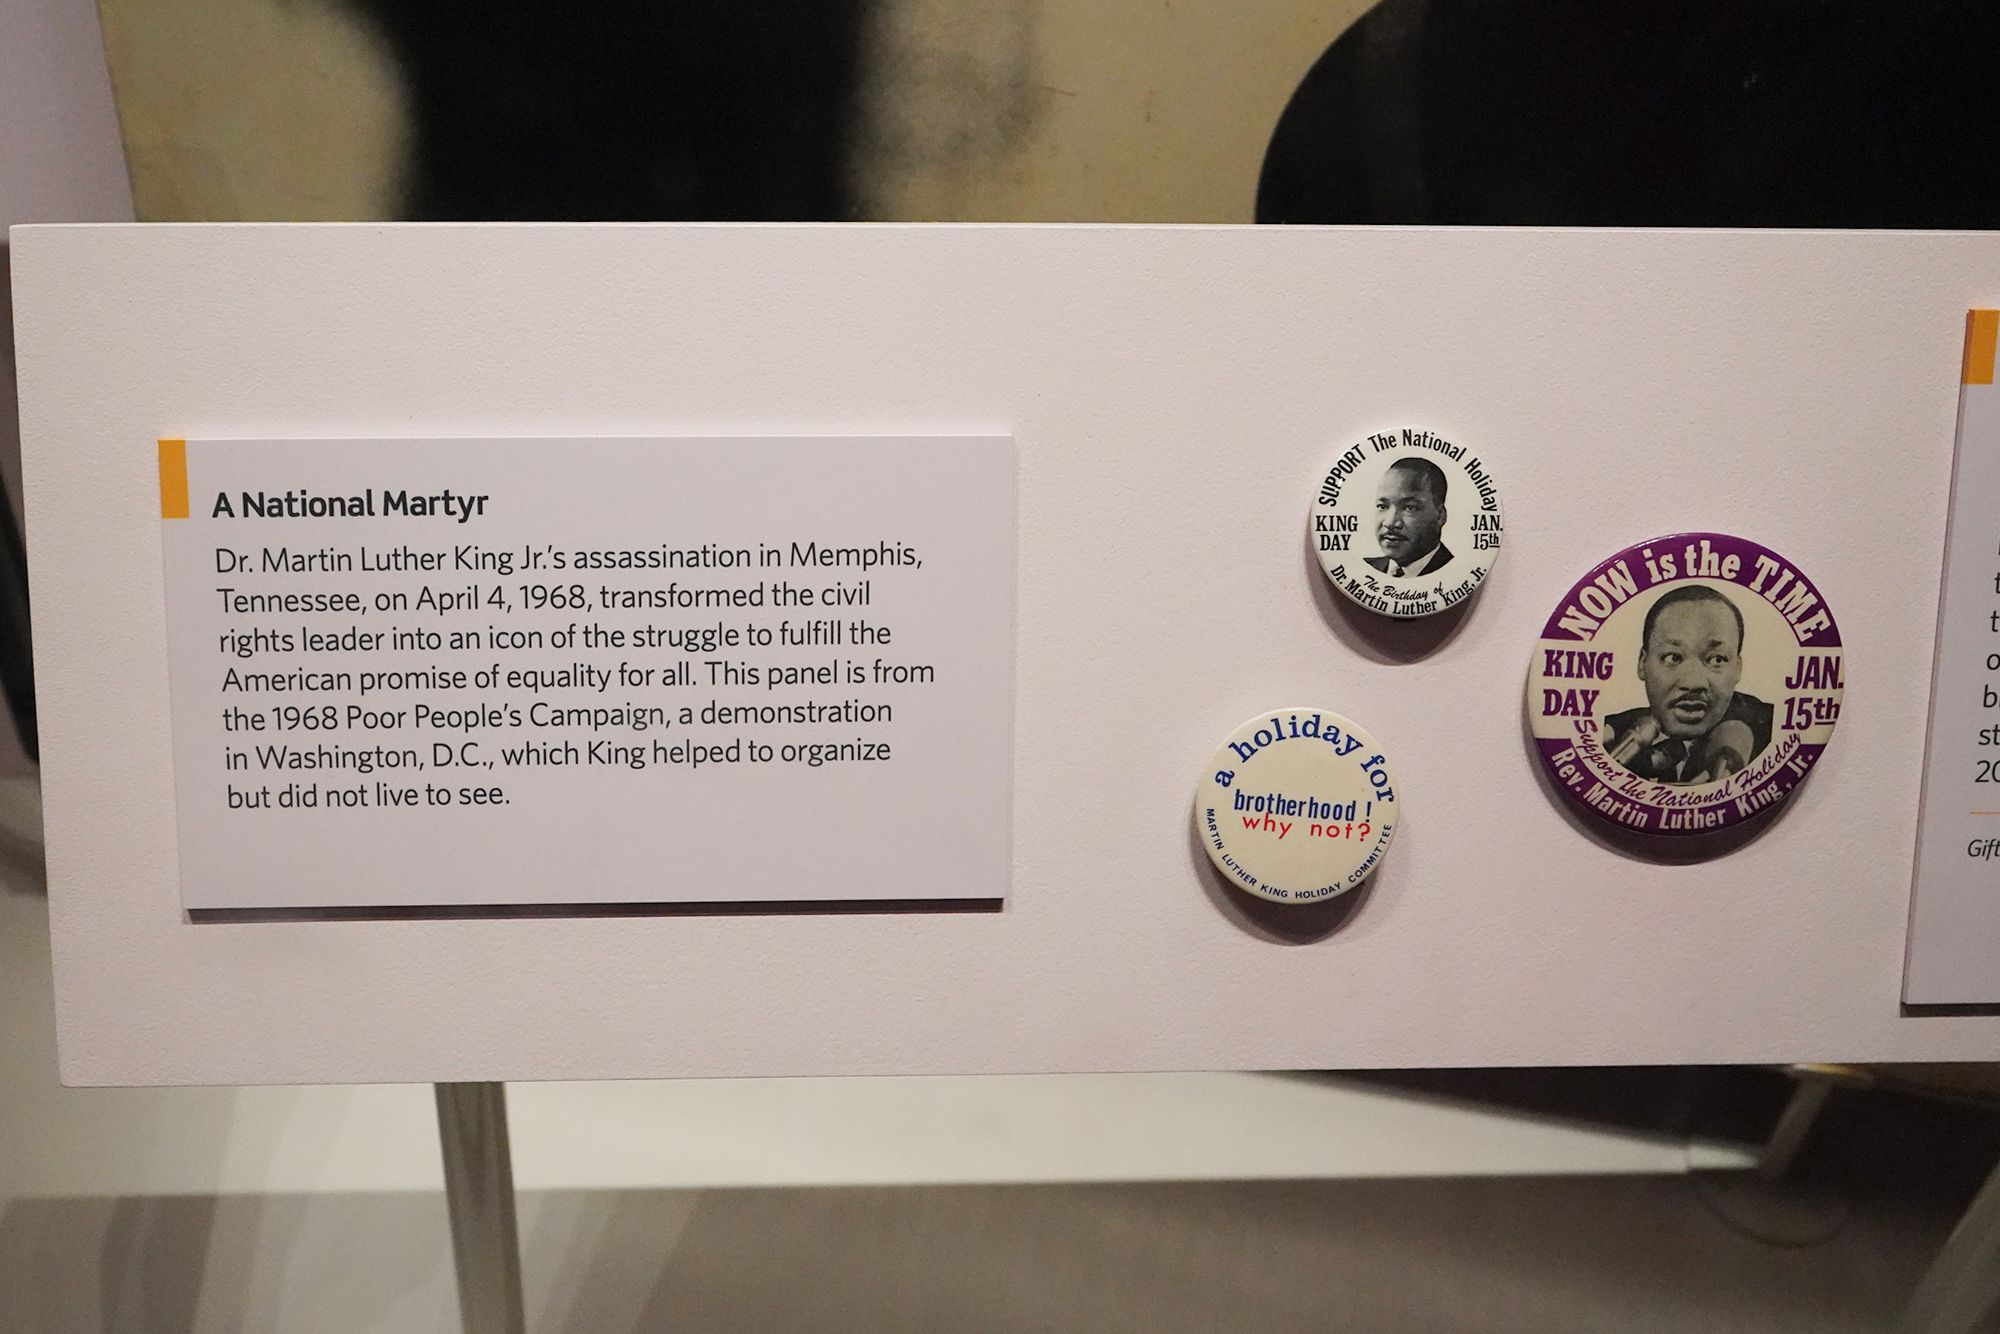 A National Martyr
Dr. Martin Luther King Jr.'s assassination in Memphis,
Tennessee, on April 4, 1968, transformed the civil
rights leader into an icon of the struggle to fulfill the
American promise of equality for all. This panel is from
the 1968 Poor People's Campaign, a demonstration
in Washington, D.C., which King helped to organize
but did not live to see.
SUPPORT The National Holiday
KING
DAY
JAN.
15th
The Birthday of
Dr. Martin Luther King, Jr.
a holiday for
brotherhood!
why not?
MARTIN LUTHER KING HOLIDAY COMMITTEE
NOW is the TIME
KING
DAY
JAN.
15th
Support The National Holiday
Rev. Martin Luther King, Jr.
Gift